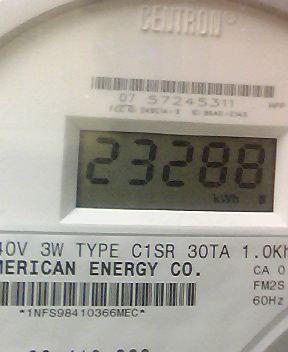 CENTRON®
07 57245311
23288
kWh
40V 3W TYPE C1SR 30TA 1.0Kh
MERICAN ENERGY CO.
CA 0
FM2S
60Hz
*1NFS98410366MEC*